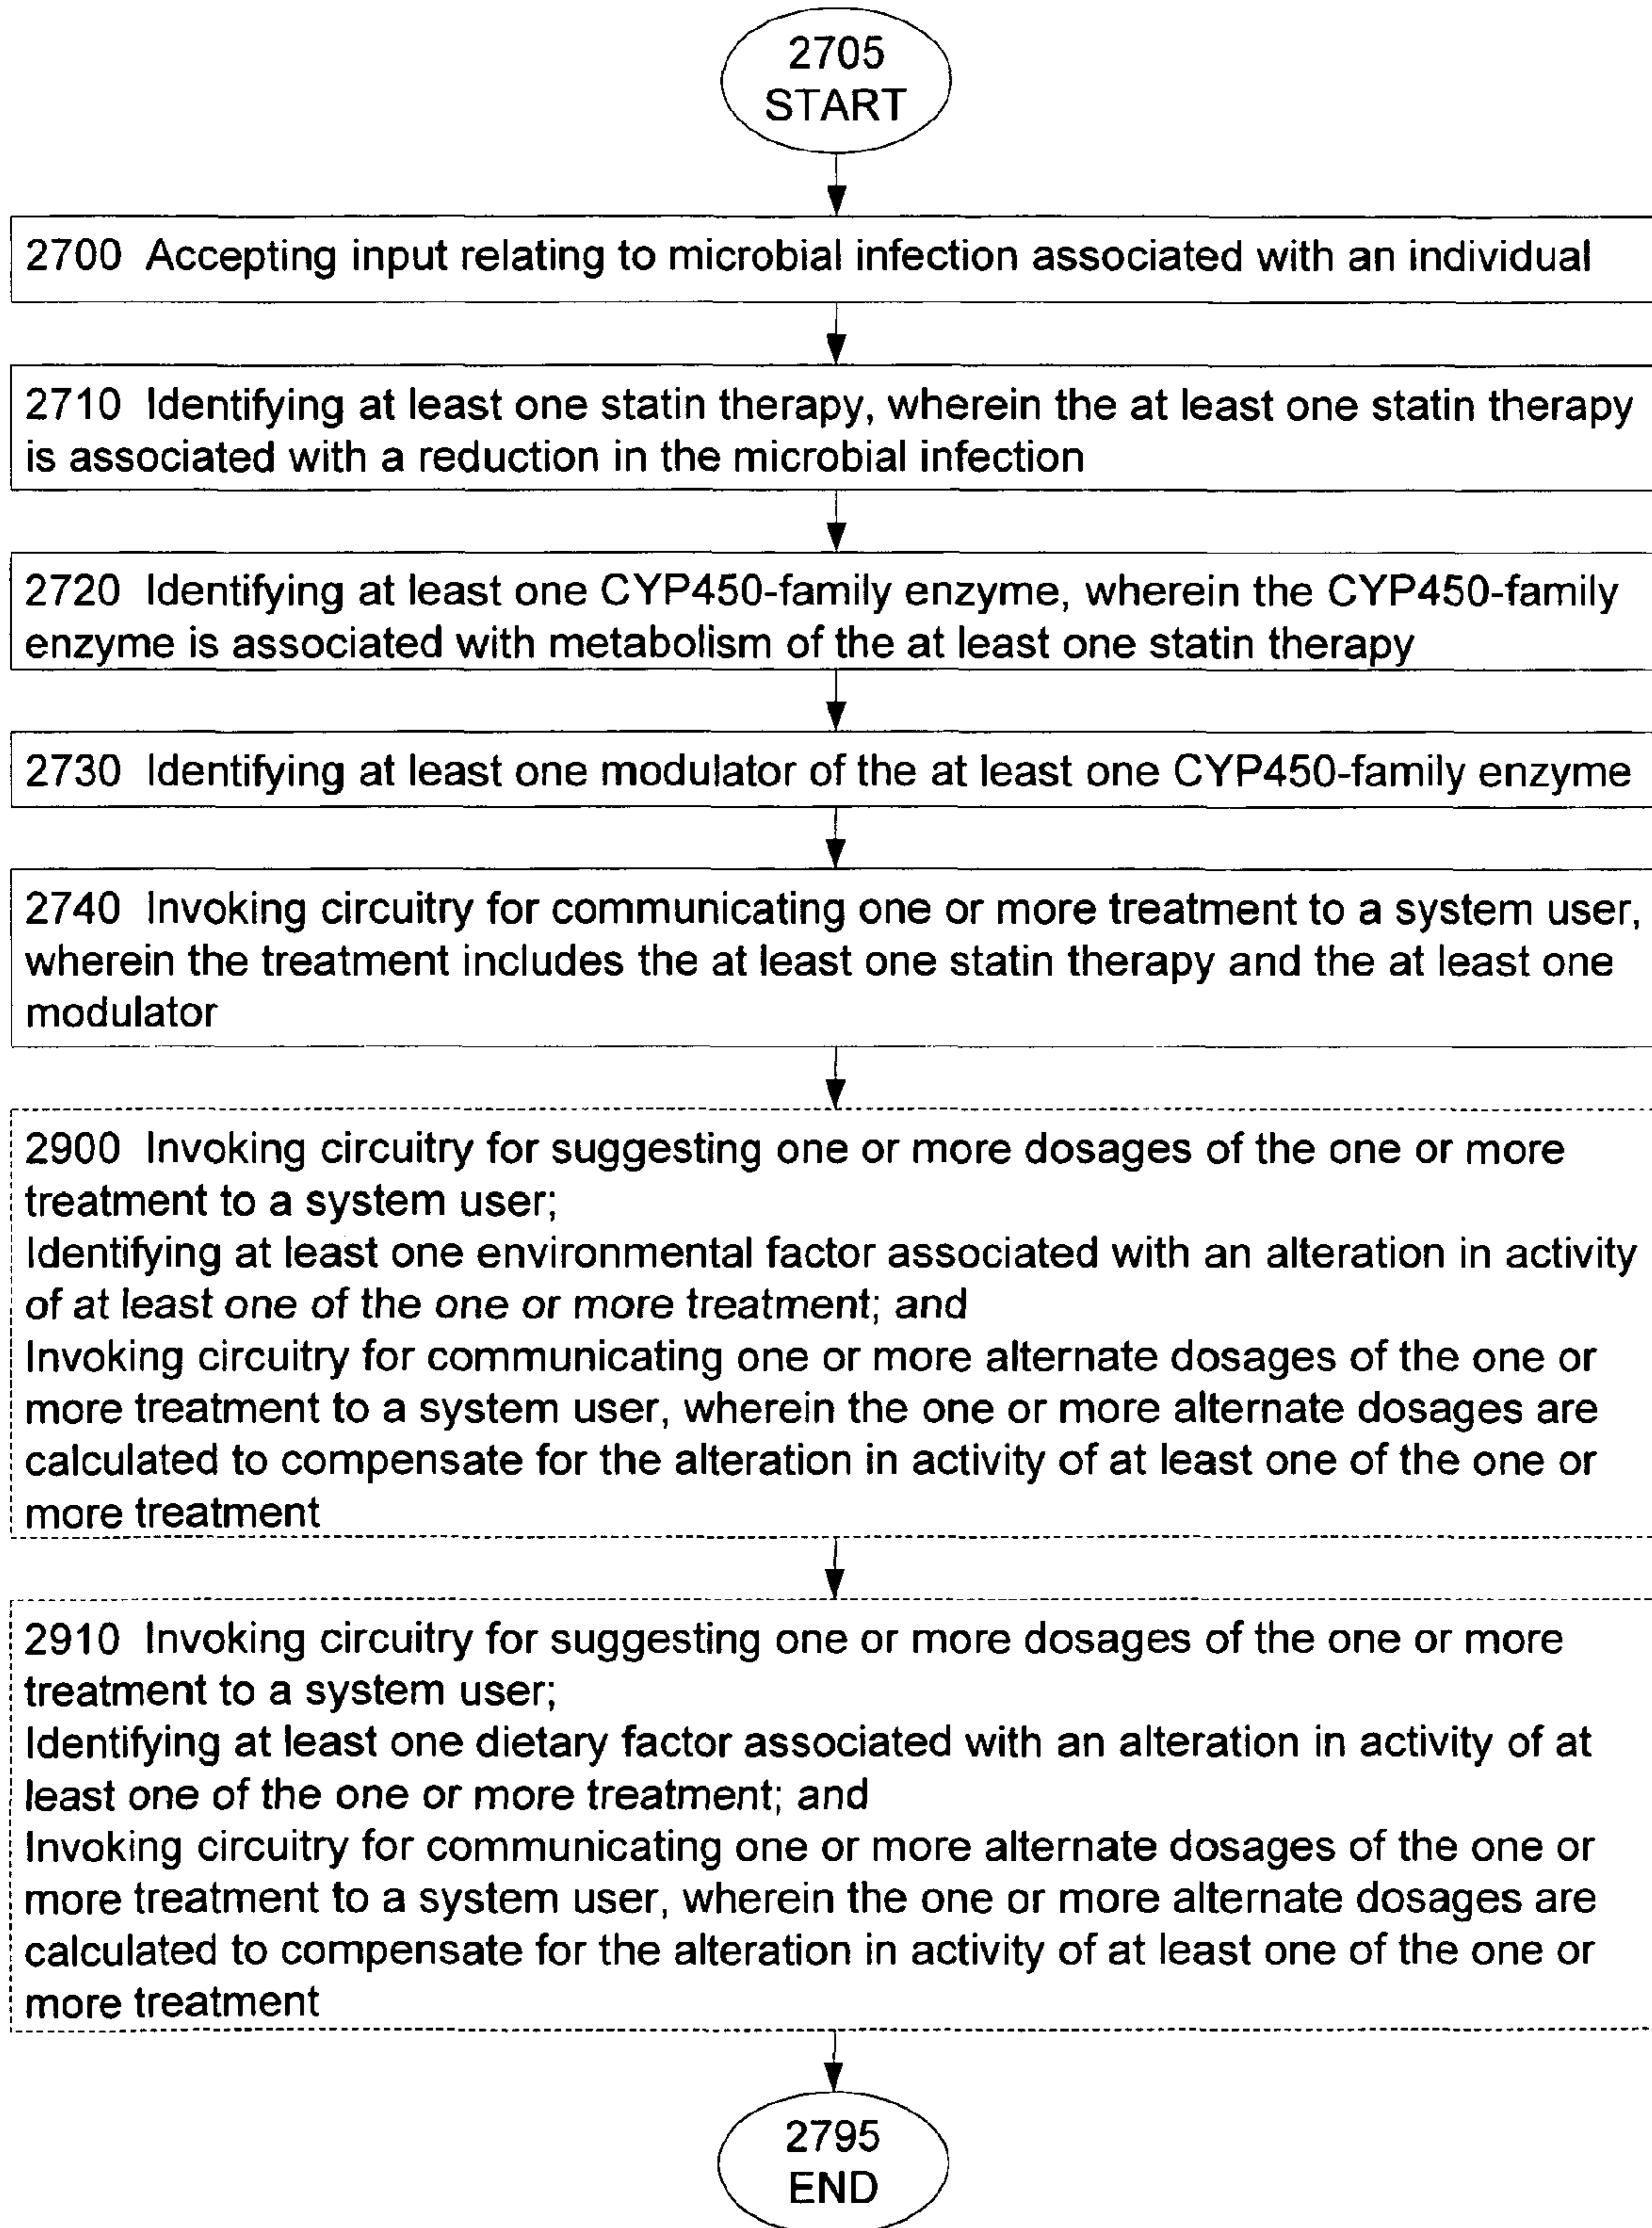 2705
START
2700 Accepting input relating to microbial infection associated with an individual
2710 Identifying at least one statin therapy, wherein the at least one statin therapy
is associated with a reduction in the microbial infection
2720 Identifying at least one CYP450-family enzyme, wherein the CYP450-family
enzyme is associated with metabolism of the at least one statin therapy
2730 Identifying at least one modulator of the at least one CYP450-family enzyme
2740 Invoking circuitry for communicating one or more treatment to a system user,
wherein the treatment includes the at least one statin therapy and the at least one
modulator
2900 Invoking circuitry for suggesting one or more dosages of the one or more
treatment to a system user;
Identifying at least one environmental factor associated with an alteration in activity
of at least one of the one or more treatment; and
Invoking circuitry for communicating one or more alternate dosages of the one or
more treatment to a system user, wherein the one or more alternate dosages are
calculated to compensate for the alteration in activity of at least one of the one or
more treatment
2910 Invoking circuitry for suggesting one or more dosages of the one or more
treatment to a system user;
Identifying at least one dietary factor associated with an alteration in activity of at
least one of the one or more treatment; and
Invoking circuitry for communicating one or more alternate dosages of the one or
more treatment to a system user, wherein the one or more alternate dosages are
calculated to compensate for the alteration in activity of at least one of the one or
more treatment
2795
END